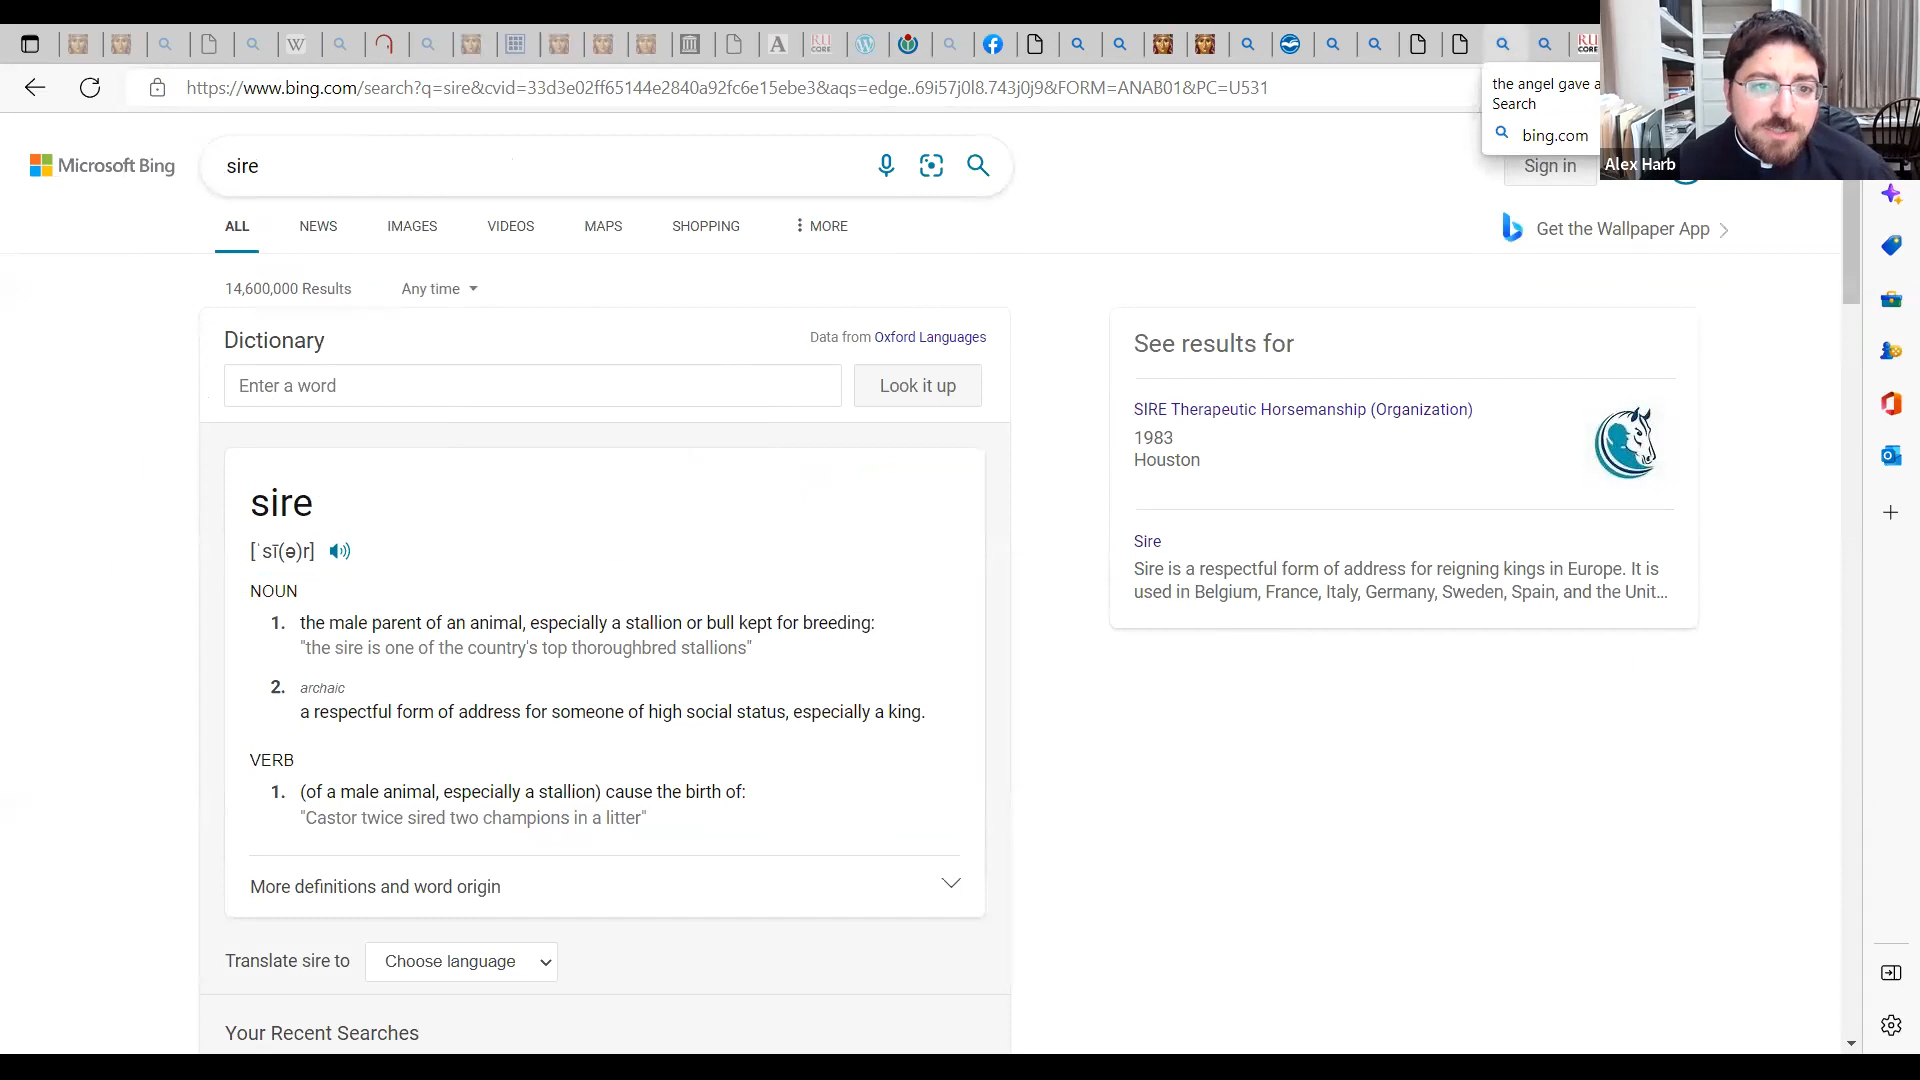 https://www.bing.com/search?q=sire&cvid=33d3e02ff65144e2840a92fc6e15ebe3&aqs=edge..69i57j0l8.743j0j9&FORM=ANAB01&PC=U531
the angel gave a
Search
bing.com
Alex Harb
Microsoft Bing
sire
Sign in
ALL NEWS IMAGES VIDEOS MAPS SHOPPING MORE
Get the Wallpaper App
14,600,000 Results Any time
Dictionary
Data from Oxford Languages
Enter a word
Look it up
sire
[ˈsī(ə)r]
NOUN
1. the male parent of an animal, especially a stallion or bull kept for breeding:
"the sire is one of the country's top thoroughbred stallions"
2. archaic
a respectful form of address for someone of high social status, especially a king.
VERB
1. (of a male animal, especially a stallion) cause the birth of:
"Castor twice sired two champions in a litter"
More definitions and word origin
Translate sire to Choose language
Your Recent Searches
See results for
SIRE Therapeutic Horsemanship (Organization)
1983
Houston
Sire
Sire is a respectful form of address for reigning kings in Europe. It is
used in Belgium, France, Italy, Germany, Sweden, Spain, and the Unit...